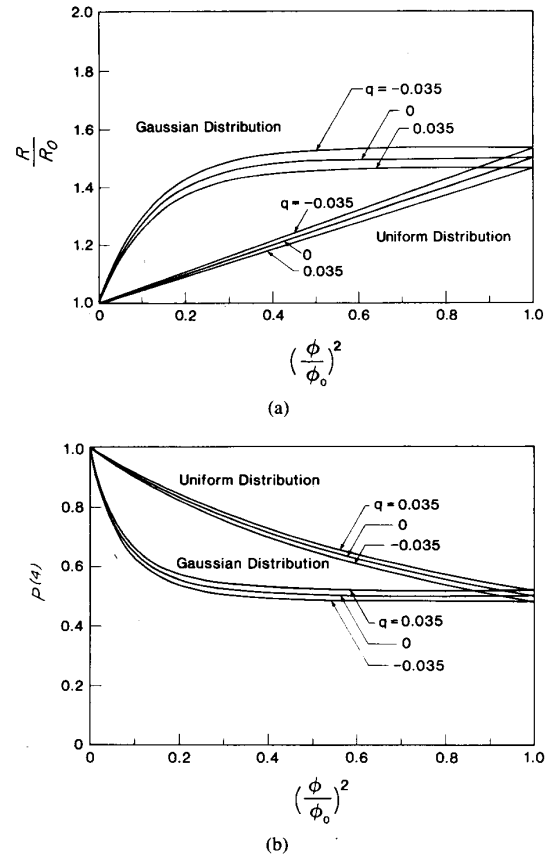 2.0
1.8
1.6
1.4
1.2
1.0
R/R0
q = -0.035
0
0.035
Gaussian Distribution
q = -0.035
0
0.035
Uniform Distribution
0 0.2 0.4 0.6 0.8 1.0
(ϕ/ϕ₀)²
(a)
1.0
0.8
0.6
0.4
0.2
0
P(4)
Uniform Distribution
q = 0.035
0
-0.035
Gaussian Distribution
q = 0.035
0
-0.035
0 0.2 0.4 0.6 0.8 1.0
(ϕ/ϕ₀)²
(b)